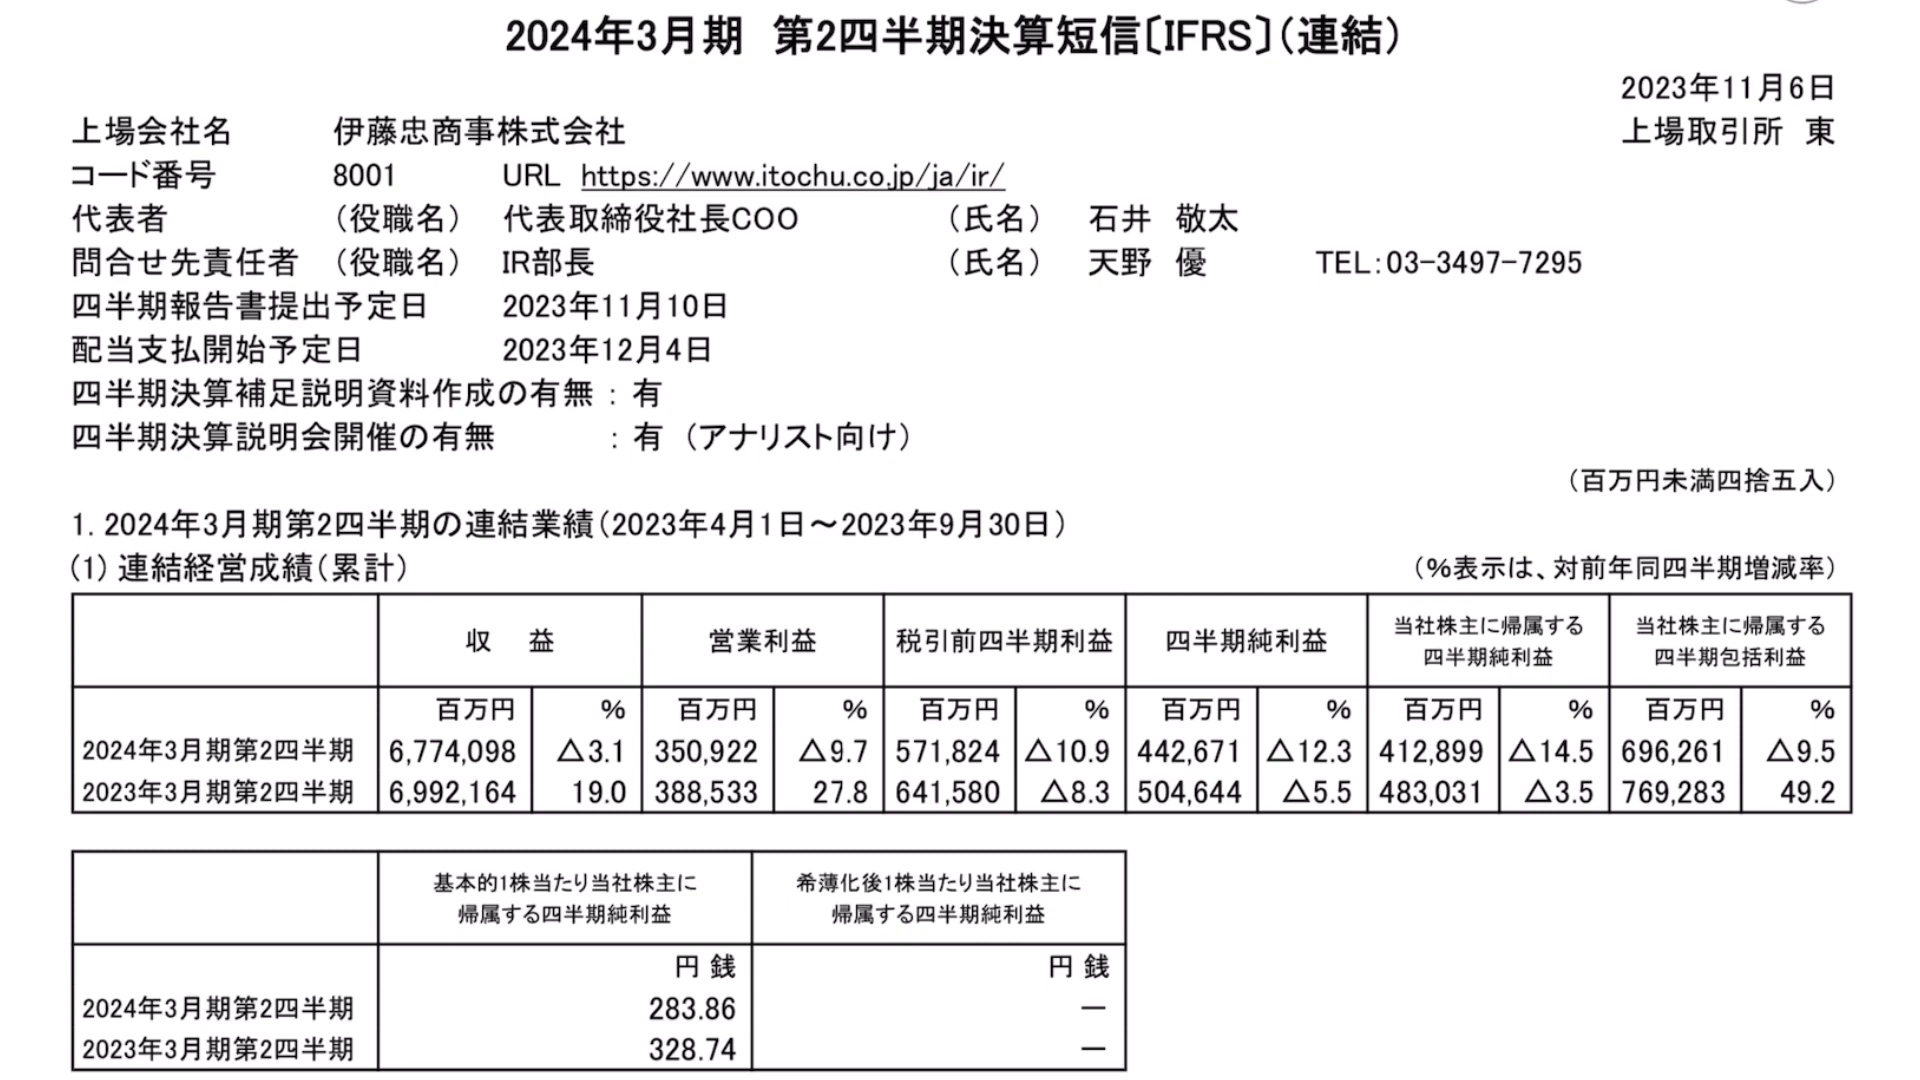 2024年3月期 第2四半期決算短信〔IFRS〕(連結)
2023年11月6日
上場会社名 伊藤忠商事株式会社 上場取引所 東
コード番号 8001 URL https://www.itochu.co.jp/ja/ir/
代表者 (役職名) 代表取締役社長COO (氏名) 石井 敬太
問合せ先責任者 (役職名) IR部長 (氏名) 天野 優 TEL:03-3497-7295
四半期報告書提出予定日 2023年11月10日
配当支払開始予定日 2023年12月4日
四半期決算補足説明資料作成の有無 : 有
四半期決算説明会開催の有無 : 有 (アナリスト向け)
(百万円未満四捨五入)
1. 2024年3月期第2四半期の連結業績(2023年4月1日~2023年9月30日)
(1) 連結経営成績(累計) (%表示は、対前年同四半期増減率)
収 益 営業利益 税引前四半期利益 四半期純利益 当社株主に帰属する四半期純利益 当社株主に帰属する四半期包括利益
百万円 % 百万円 % 百万円 % 百万円 % 百万円 % 百万円 %
2024年3月期第2四半期 6,774,098 △3.1 350,922 △9.7 571,824 △10.9 442,671 △12.3 412,899 △14.5 696,261 △9.5
2023年3月期第2四半期 6,992,164 19.0 388,533 27.8 641,580 △8.3 504,644 △5.5 483,031 △3.5 769,283 49.2
基本的1株当たり当社株主に帰属する四半期純利益 希薄化後1株当たり当社株主に帰属する四半期純利益
円 銭 円 銭
2024年3月期第2四半期 283.86 ―
2023年3月期第2四半期 328.74 ―